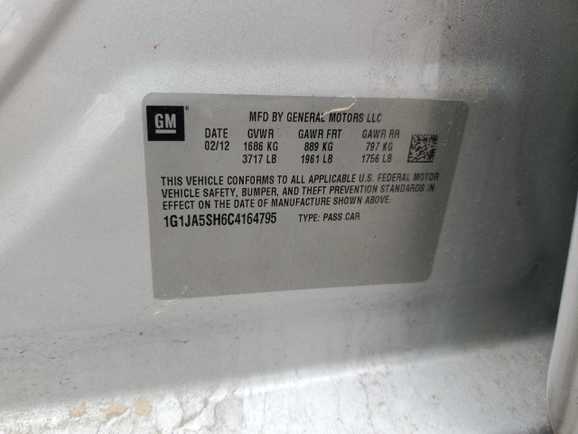 GM
MFD BY GENERAL MOTORS LLC
DATE GVWR GAWR FRT GAWR RR
02/12 1686 KG 889 KG 797 KG
3717 LB 1961 LB 1756 LB
THIS VEHICLE CONFORMS TO ALL APPLICABLE U.S. FEDERAL MOTOR
VEHICLE SAFETY, BUMPER, AND THEFT PREVENTION STANDARDS IN
EFFECT ON THE DATE OF MANUFACTURE SHOWN ABOVE.
1G1JA5SH6C4164795 TYPE: PASS CAR